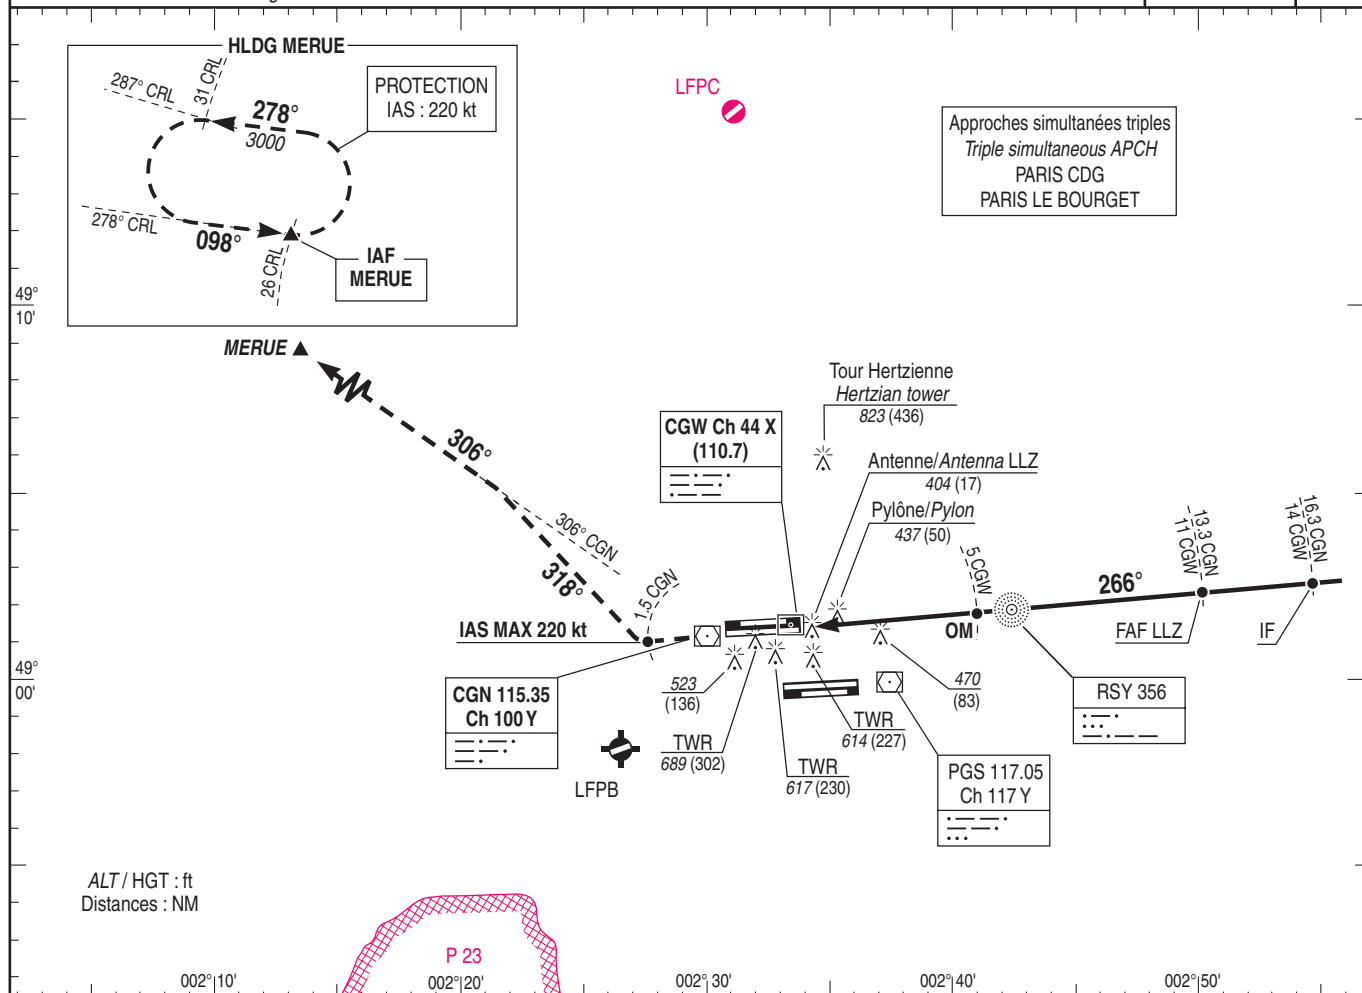 HLDG MERUE
287° CRL
31 CRL
278°
3000
PROTECTION
IAS : 220 kt
278° CRL
098°
26 CRL
IAF
MERUE
LFPC
Approches simultanées triples
Triple simultaneous APCH
PARIS CDG
PARIS LE BOURGET
49°
10'
MERUE
306°
306° CGN
318°
1.5 CGN
IAS MAX 220 kt
CGW Ch 44 X
(110.7)
Tour Hertzienne
Hertzian tower
823 (436)
Antenne/Antenna LLZ
404 (17)
Pylône/Pylon
437 (50)
5 CGW
OM
266°
13.3 CGN
11 CGW
16.3 CGN
14 CGW
FAF LLZ
IF
49°
00'
CGN 115.35
Ch 100 Y
523
(136)
TWR
689 (302)
TWR
617 (230)
TWR
614 (227)
470
(83)
RSY 356
PGS 117.05
Ch 117 Y
LFPB
ALT / HGT : ft
Distances : NM
P 23
002°10'
002°20'
002°30'
002°40'
002°50'